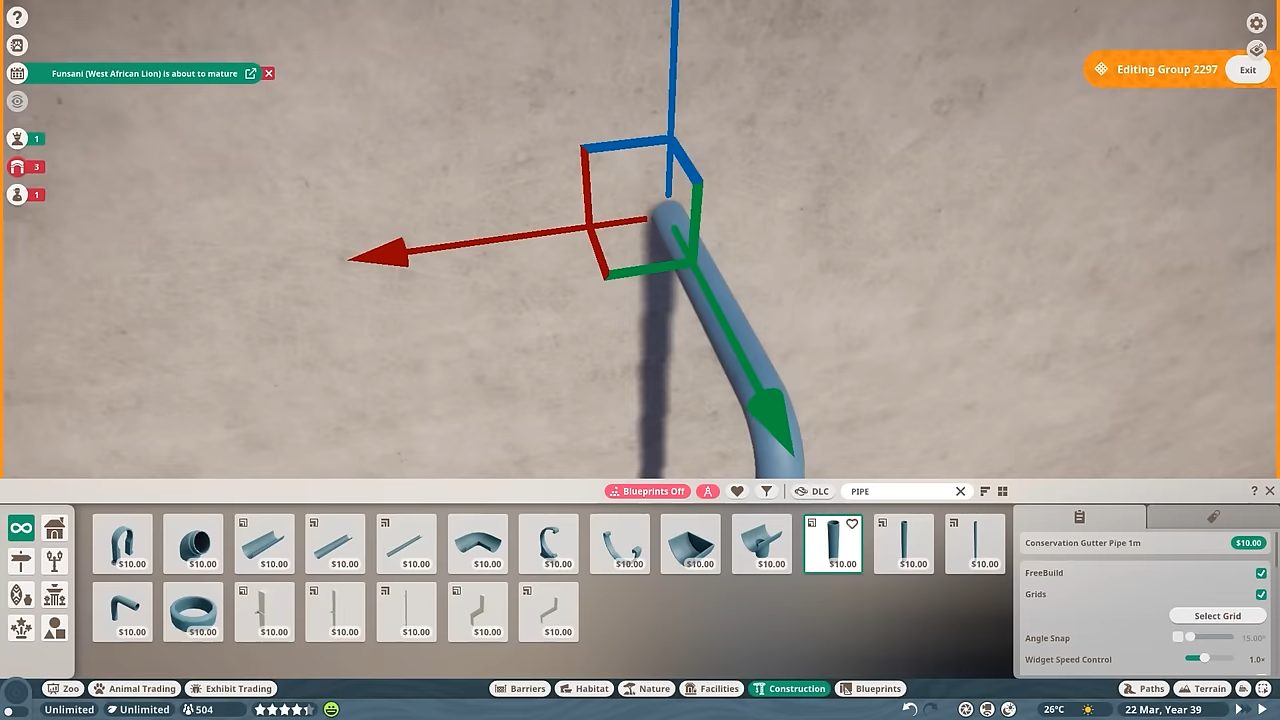 Funsani (West African Lion) is about to mature
Editing Group 2297
Exit
1
3
1
Blueprints Off
DLC
PIPE
$10.00 $10.00 $10.00 $10.00 $10.00 $10.00 $10.00 $10.00 $10.00 $10.00 $10.00 $10.00 $10.00
$10.00 $10.00 $10.00 $10.00 $10.00 $10.00 $10.00
Conservation Gutter Pipe 1m $10.00
FreeBuild
Grids
Select Grid
Angle Snap 15.00°
Widget Speed Control 1.0×
Zoo Animal Trading Exhibit Trading Barriers Habitat Nature Facilities Construction Blueprints Paths Terrain
Unlimited Unlimited 504 26°C 22 Mar, Year 39